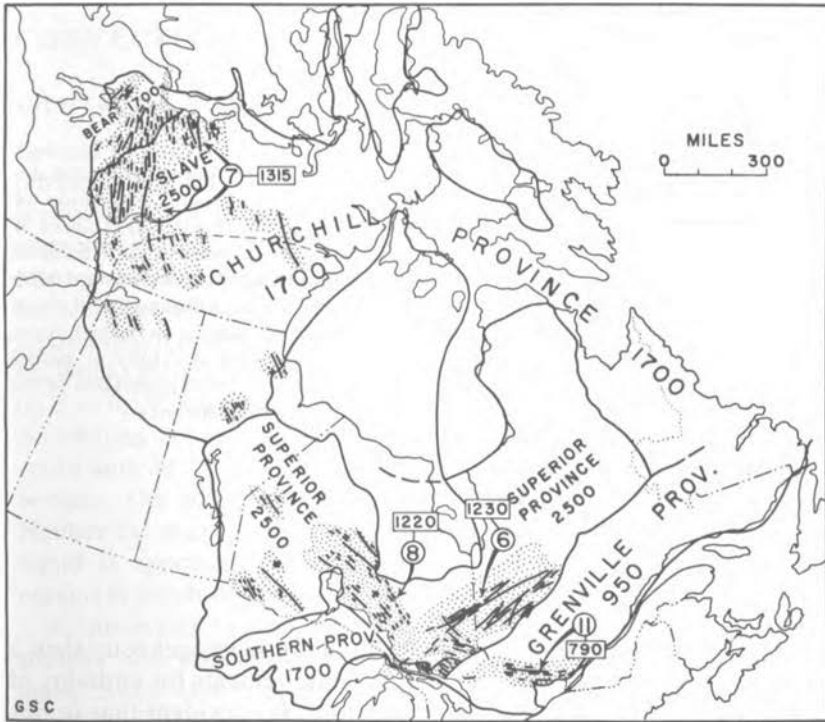 MILES
0 300
BEAR 1700
SLAVE
2500
7 1315
CHURCHILL
1700
PROVINCE
1700
SUPERIOR
PROVINCE
2500
1220
8
1230
6
SUPERIOR
PROVINCE
2500
GRENVILLE PROV.
950
11
790
SOUTHERN PROV.
1700
GSC